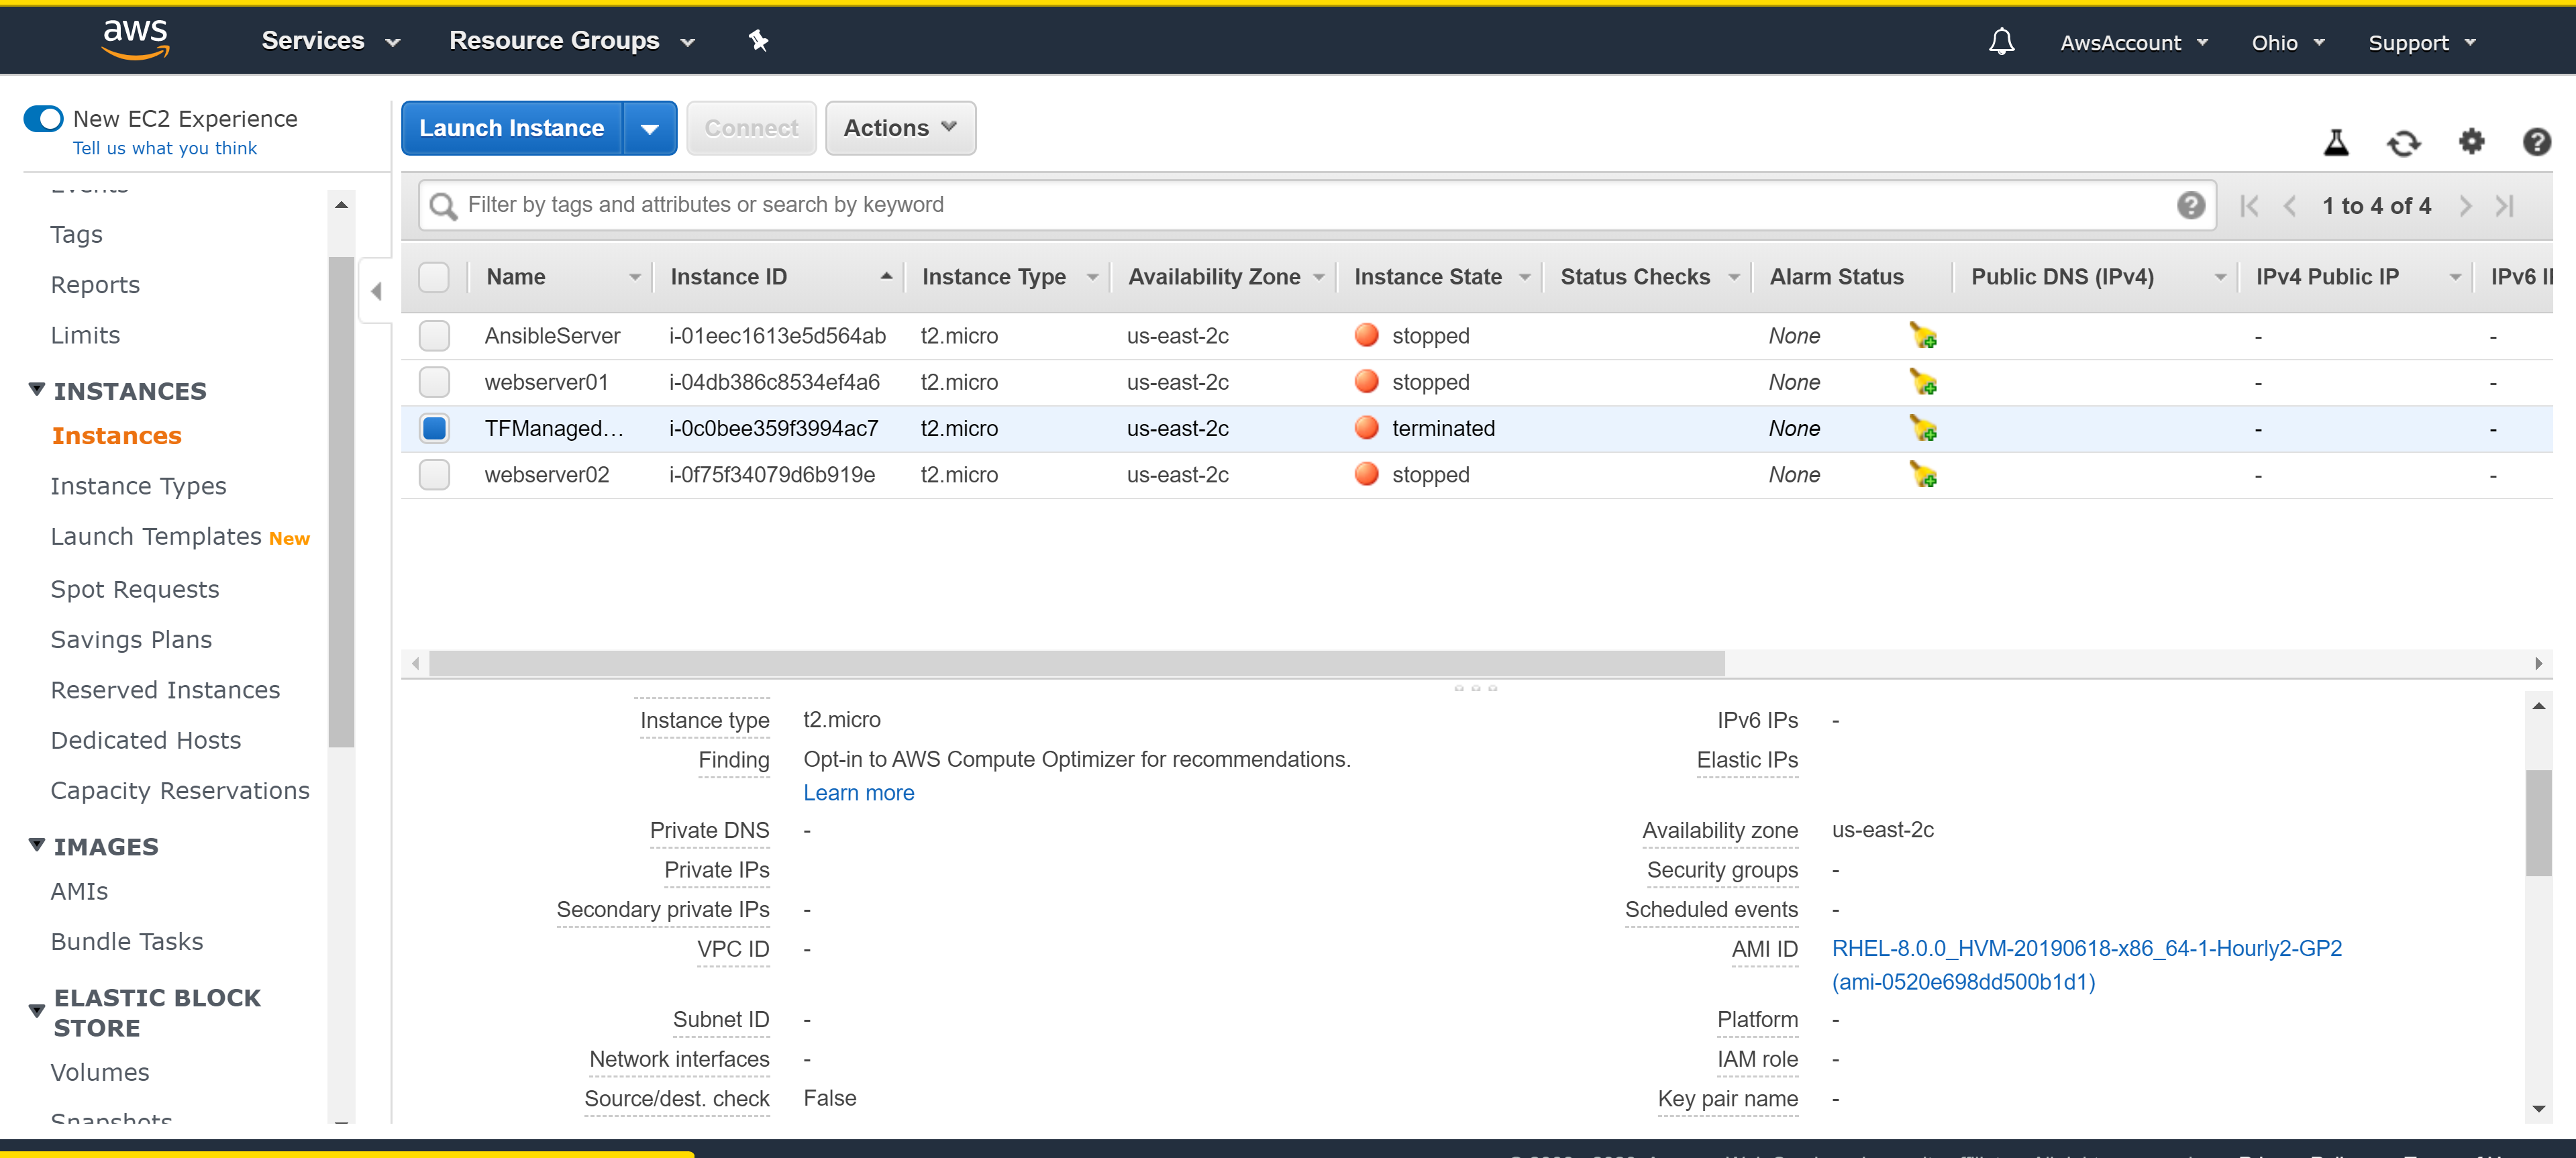 aws
Services
Resource Groups
AwsAccount
Ohio
Support
New EC2 Experience
Tell us what you think
Events
Tags
Reports
Limits
INSTANCES
Instances
Instance Types
Launch Templates New
Spot Requests
Savings Plans
Reserved Instances
Dedicated Hosts
Capacity Reservations
IMAGES
AMIs
Bundle Tasks
ELASTIC BLOCK
STORE
Volumes
Snapshots
Launch Instance
Connect
Actions
Filter by tags and attributes or search by keyword
1 to 4 of 4
Name Instance ID Instance Type Availability Zone Instance State Status Checks Alarm Status Public DNS (IPv4) IPv4 Public IP IPv6
AnsibleServer i-01eec1613e5d564ab t2.micro us-east-2c stopped None - -
webserver01 i-04db386c8534ef4a6 t2.micro us-east-2c stopped None - -
TFManaged... i-0c0bee359f3994ac7 t2.micro us-east-2c terminated None - -
webserver02 i-0f75f34079d6b919e t2.micro us-east-2c stopped None - -
Instance type t2.micro
Finding Opt-in to AWS Compute Optimizer for recommendations.
Learn more
Private DNS -
Private IPs
Secondary private IPs -
VPC ID -
Subnet ID -
Network interfaces -
Source/dest. check False
IPv6 IPs -
Elastic IPs
Availability zone us-east-2c
Security groups -
Scheduled events -
AMI ID RHEL-8.0.0_HVM-20190618-x86_64-1-Hourly2-GP2
(ami-0520e698dd500b1d1)
Platform -
IAM role -
Key pair name -